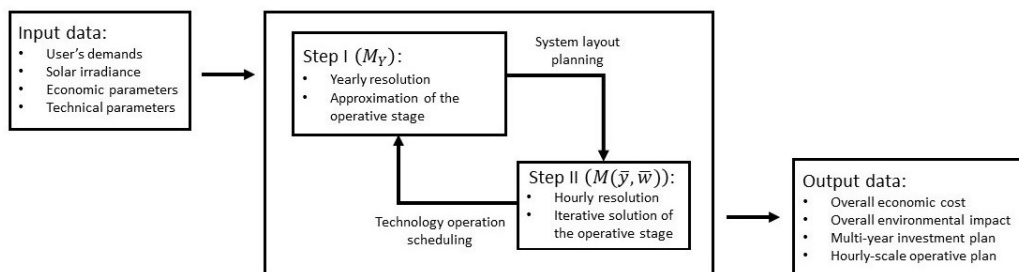 Input data:
• User's demands
• Solar irradiance
• Economic parameters
• Technical parameters
Step I (M_Y):
• Yearly resolution
• Approximation of the
operative stage
System layout
planning
Step II (M(ȳ, w̄)):
• Hourly resolution
• Iterative solution of
the operative stage
Technology operation
scheduling
Output data:
• Overall economic cost
• Overall environmental impact
• Multi-year investment plan
• Hourly-scale operative plan